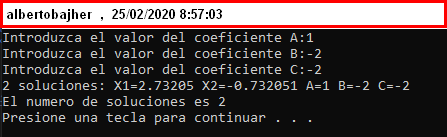 albertobajher , 25/02/2020 8:57:03
Introduzca el valor del coeficiente A:1
Introduzca el valor del coeficiente B:-2
Introduzca el valor del coeficiente C:-2
2 soluciones: X1=2.73205 X2=-0.732051 A=1 B=-2 C=-2
El numero de soluciones es 2
Presione una tecla para continuar . . .